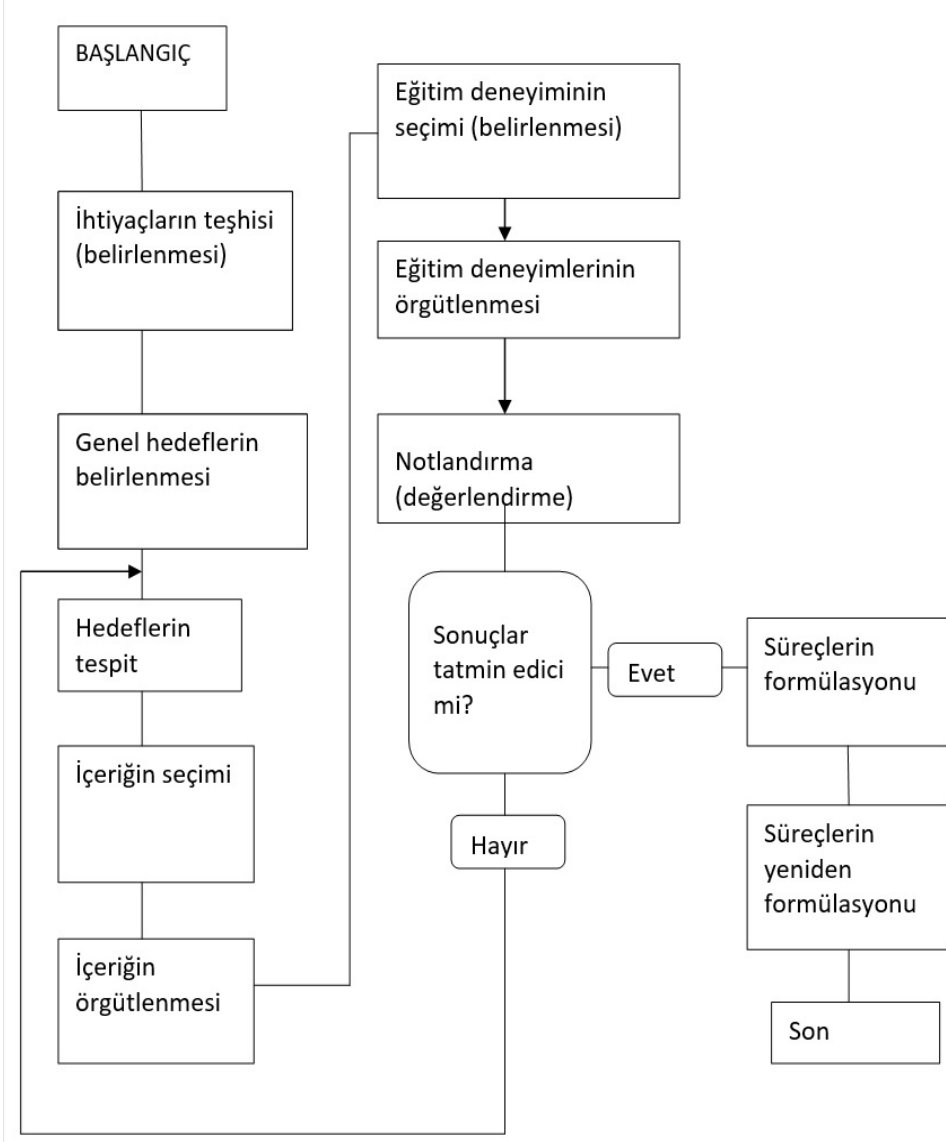 BAŞLANGIÇ
İhtiyaçların teşhisi
(belirlenmesi)
Genel hedeflerin
belirlenmesi
Hedeflerin
tespit
İçeriğin seçimi
İçeriğin
örgütlenmesi
Eğitim deneyiminin
seçimi (belirlenmesi)
Eğitim deneyimlerinin
örgütlenmesi
Notlandırma
(değerlendirme)
Sonuçlar
tatmin edici
mi?
Evet
Hayır
Süreçlerin
formülasyonu
Süreçlerin
yeniden
formülasyonu
Son